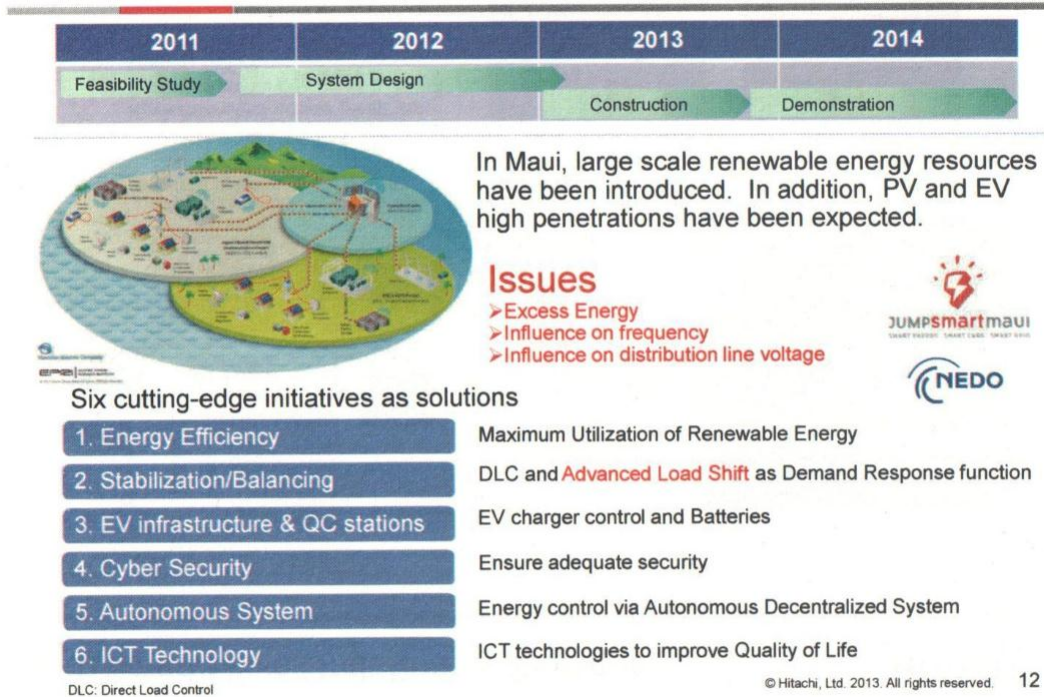 2011 2012 2013 2014
Feasibility Study System Design
Construction Demonstration
In Maui, large scale renewable energy resources
have been introduced. In addition, PV and EV
high penetrations have been expected.
Issues
➢Excess Energy
➢Influence on frequency
➢Influence on distribution line voltage
JUMPsmartmaui
NEDO
Hawaiian Electric Company
EPRI
Six cutting-edge initiatives as solutions
1. Energy Efficiency Maximum Utilization of Renewable Energy
2. Stabilization/Balancing DLC and Advanced Load Shift as Demand Response function
3. EV infrastructure & QC stations EV charger control and Batteries
4. Cyber Security Ensure adequate security
5. Autonomous System Energy control via Autonomous Decentralized System
6. ICT Technology ICT technologies to improve Quality of Life
DLC: Direct Load Control © Hitachi, Ltd. 2013. All rights reserved. 12